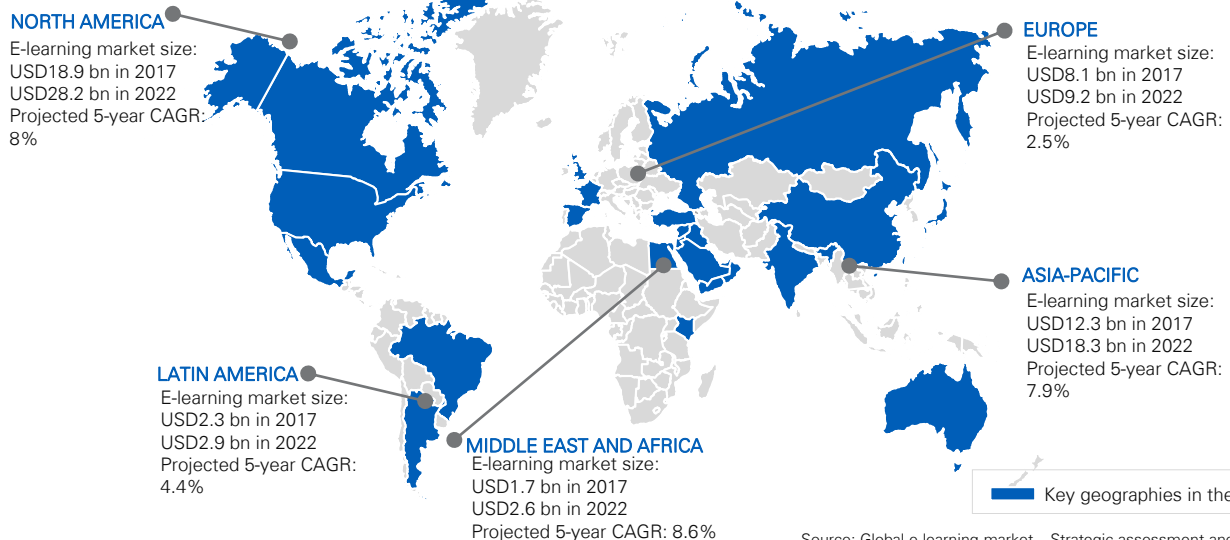 NORTH AMERICA
E-learning market size:
USD18.9 bn in 2017
USD28.2 bn in 2022
Projected 5-year CAGR:
8%
EUROPE
E-learning market size:
USD8.1 bn in 2017
USD9.2 bn in 2022
Projected 5-year CAGR:
2.5%
ASIA-PACIFIC
E-learning market size:
USD12.3 bn in 2017
USD18.3 bn in 2022
Projected 5-year CAGR:
7.9%
LATIN AMERICA
E-learning market size:
USD2.3 bn in 2017
USD2.9 bn in 2022
Projected 5-year CAGR:
4.4%
MIDDLE EAST AND AFRICA
E-learning market size:
USD1.7 bn in 2017
USD2.6 bn in 2022
Projected 5-year CAGR: 8.6%
Key geographies in the
Source: Global e-learning market – Strategic assessment and